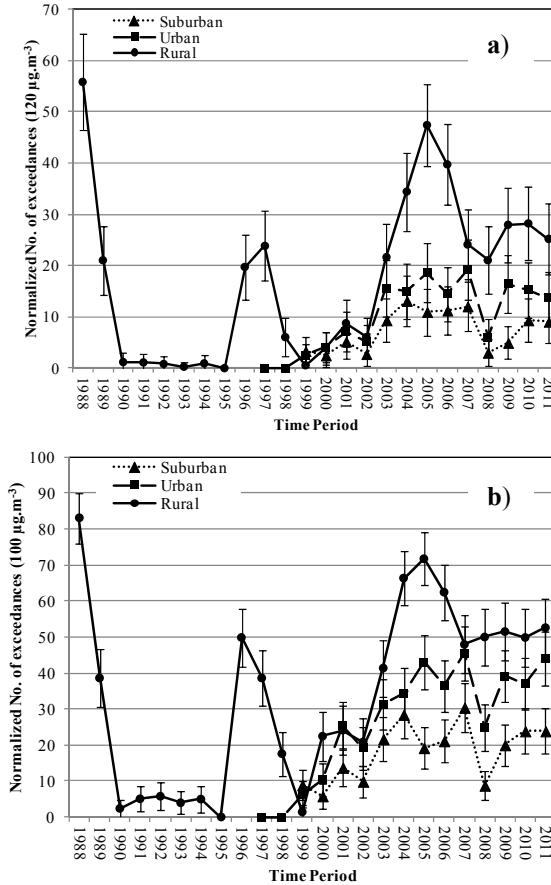 Normalized No. of exceedances (120 µg.m-3)
70
60
50
40
30
20
10
0
Suburban
Urban
Rural
a)
1988 1989 1990 1991 1992 1993 1994 1995 1996 1997 1998 1999 2000 2001 2002 2003 2004 2005 2006 2007 2008 2009 2010 2011
Time Period
Normalized No. of exceedances (100 µg.m-3)
100
90
80
70
60
50
40
30
20
10
0
Suburban
Urban
Rural
b)
1988 1989 1990 1991 1992 1993 1994 1995 1996 1997 1998 1999 2000 2001 2002 2003 2004 2005 2006 2007 2008 2009 2010 2011
Time Period